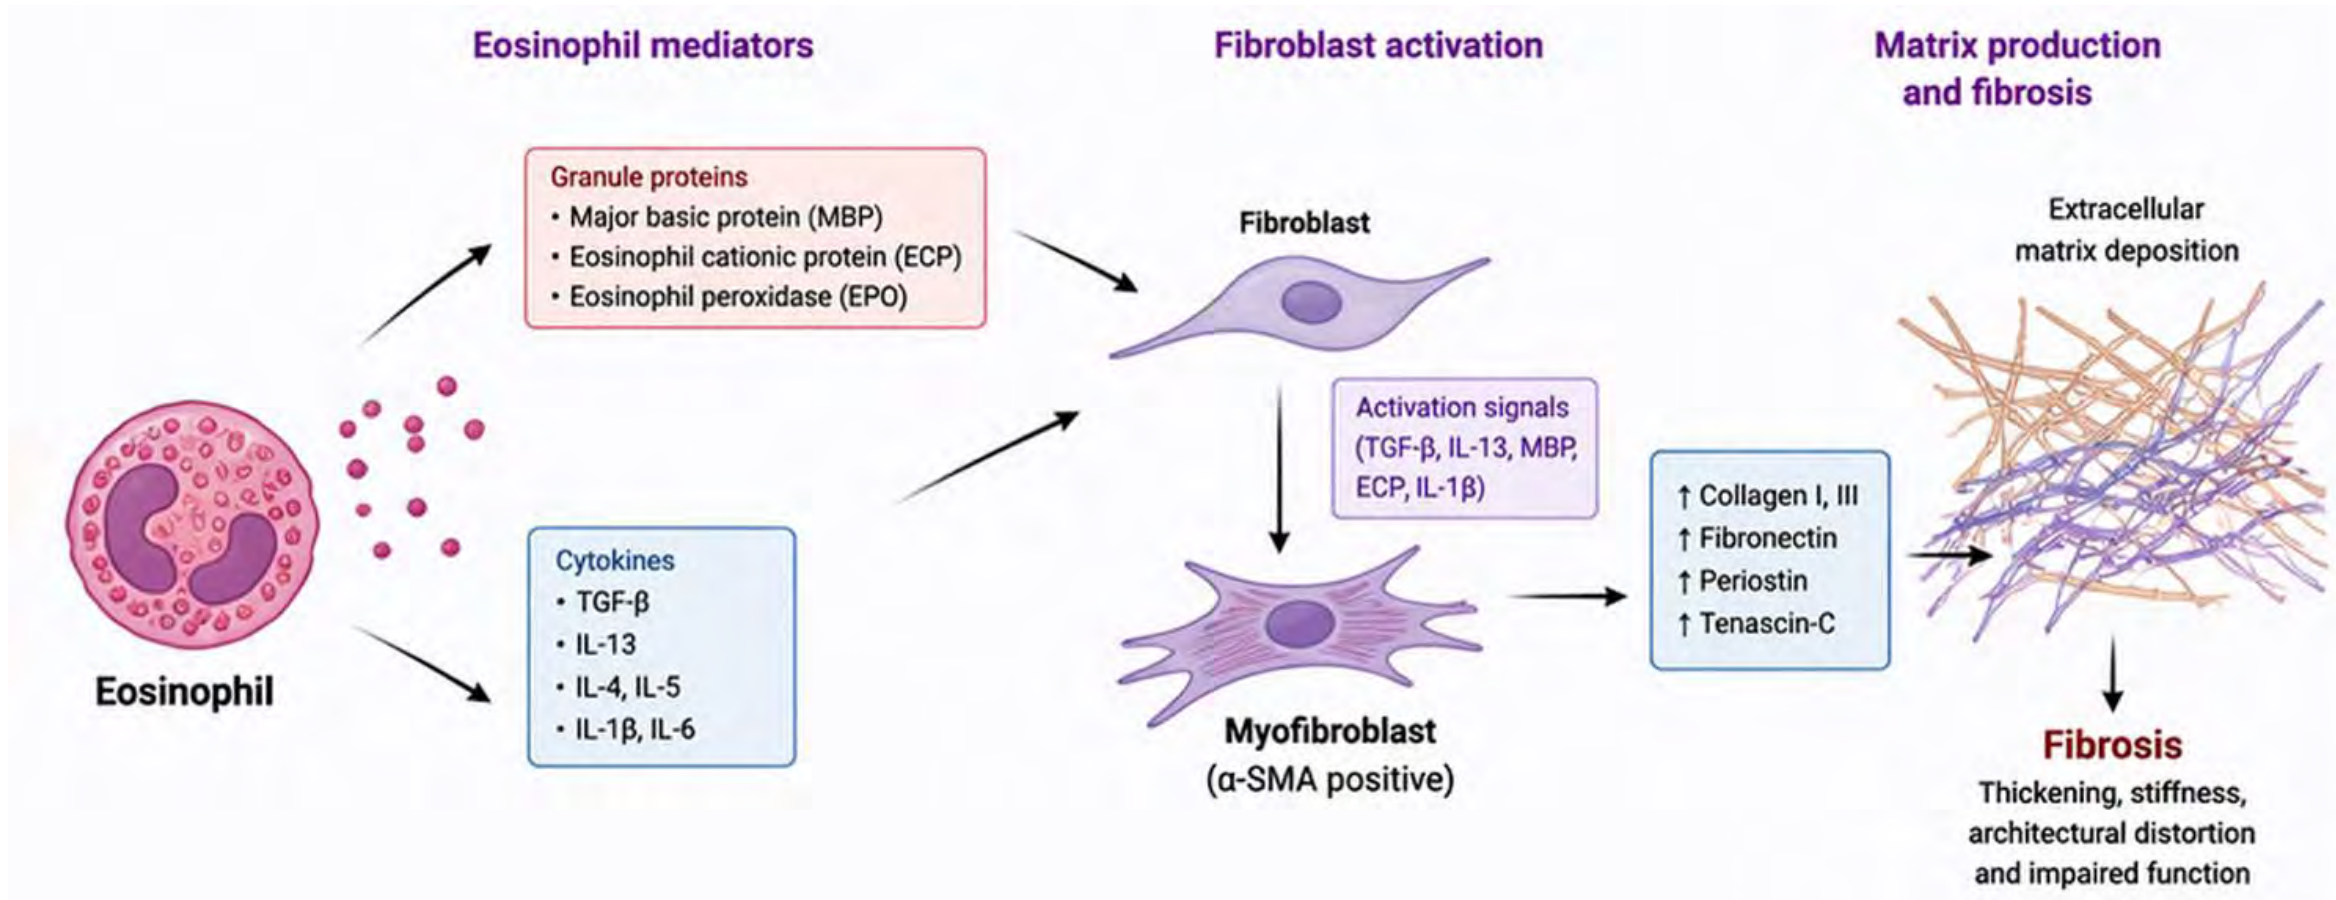 Eosinophil mediators
Fibroblast activation
Matrix production
and fibrosis
Granule proteins
• Major basic protein (MBP)
• Eosinophil cationic protein (ECP)
• Eosinophil peroxidase (EPO)
Eosinophil
Cytokines
• TGF-β
• IL-13
• IL-4, IL-5
• IL-1β, IL-6
Fibroblast
Activation signals
(TGF-β, IL-13, MBP,
ECP, IL-1β)
Myofibroblast
(α-SMA positive)
↑ Collagen I, III
↑ Fibronectin
↑ Periostin
↑ Tenascin-C
Extracellular
matrix deposition
Fibrosis
Thickening, stiffness,
architectural distortion
and impaired function